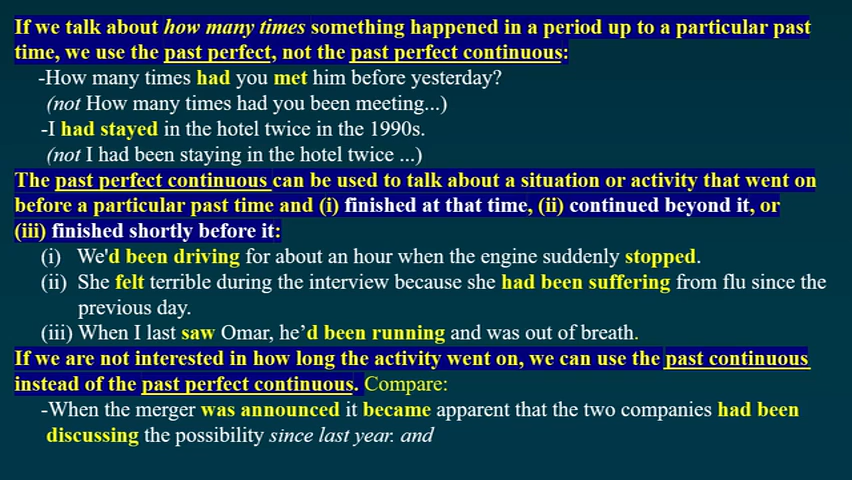 If we talk about how many times something happened in a period up to a particular past
time, we use the past perfect, not the past perfect continuous:
-How many times had you met him before yesterday?
(not How many times had you been meeting...)
-I had stayed in the hotel twice in the 1990s.
(not I had been staying in the hotel twice ...)
The past perfect continuous can be used to talk about a situation or activity that went on
before a particular past time and (i) finished at that time, (ii) continued beyond it, or
(iii) finished shortly before it:
(i) We'd been driving for about an hour when the engine suddenly stopped.
(ii) She felt terrible during the interview because she had been suffering from flu since the
previous day.
(iii) When I last saw Omar, he’d been running and was out of breath.
If we are not interested in how long the activity went on, we can use the past continuous
instead of the past perfect continuous. Compare:
-When the merger was announced it became apparent that the two companies had been
discussing the possibility since last year. and